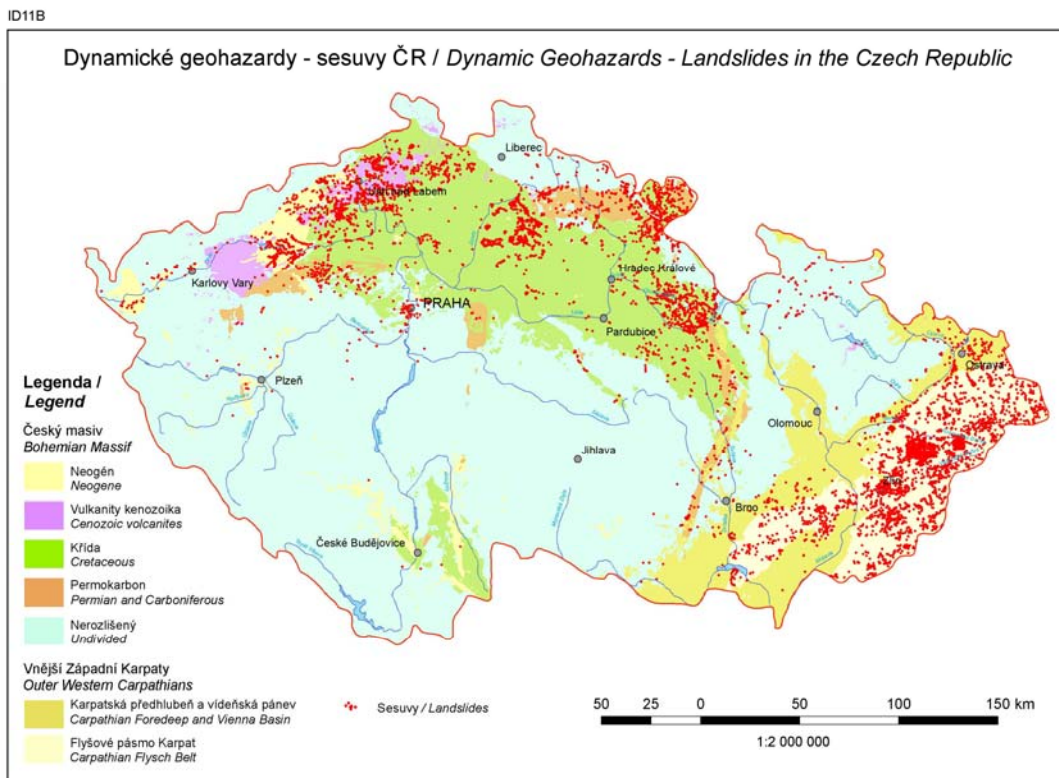 ID11B
Dynamické geohazardy - sesuvy ČR / Dynamic Geohazards - Landslides in the Czech Republic
Liberec
Ústí nad Labem
Karlovy Vary
Hradec Králové
PRAHA
Pardubice
Plzeň
Ostrava
Olomouc
Jihlava
Zlín
Brno
České Budějovice
Legenda /
Legend
Český masiv
Bohemian Massif
Neogén
Neogene
Vulkanity kenozoika
Cenozoic volcanites
Křída
Cretaceous
Permokarbon
Permian and Carboniferous
Nerozlišený
Undivided
Vnější Západní Karpaty
Outer Western Carpathians
Karpatská předhlubeň a vídeňská pánev
Carpathian Foredeep and Vienna Basin
Flyšové pásmo Karpat
Carpathian Flysch Belt
Sesuvy / Landslides
50 25 0 50 100 150 km
1:2 000 000